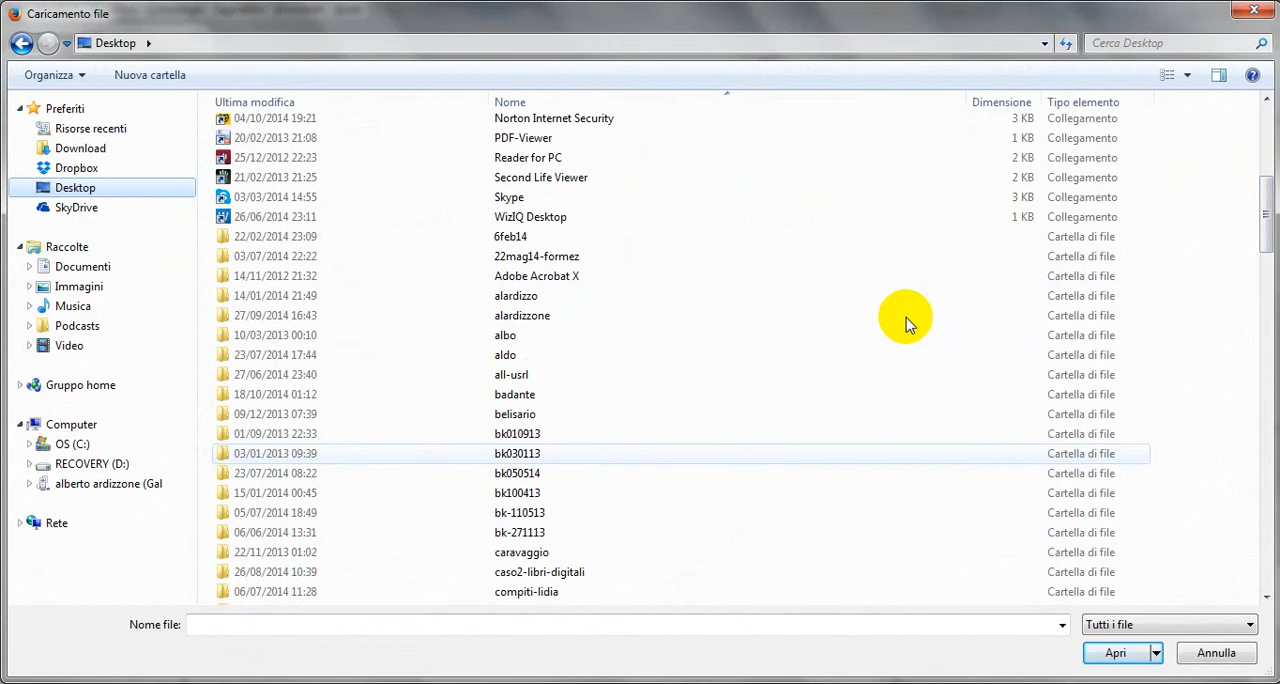 Caricamento file
Desktop
Cerca Desktop
Organizza
Nuova cartella
Preferiti
Risorse recenti
Download
Dropbox
Desktop
SkyDrive
Raccolte
Documenti
Immagini
Musica
Podcasts
Video
Gruppo home
Computer
OS (C:)
RECOVERY (D:)
alberto ardizzone (Gal
Rete
Ultima modifica Nome Dimensione Tipo elemento
04/10/2014 19:21 Norton Internet Security 3 KB Collegamento
20/02/2013 21:08 PDF-Viewer 1 KB Collegamento
25/12/2012 22:23 Reader for PC 2 KB Collegamento
21/02/2013 21:25 Second Life Viewer 2 KB Collegamento
03/03/2014 14:55 Skype 3 KB Collegamento
26/06/2014 23:11 WizIQ Desktop 1 KB Collegamento
22/02/2014 23:09 6feb14 Cartella di file
03/07/2014 22:22 22mag14-formez Cartella di file
14/11/2012 21:32 Adobe Acrobat X Cartella di file
14/01/2014 21:49 alardizzo Cartella di file
27/09/2014 16:43 alardizzone Cartella di file
10/03/2013 00:10 albo Cartella di file
23/07/2014 17:44 aldo Cartella di file
27/06/2014 23:40 all-usrl Cartella di file
18/10/2014 01:12 badante Cartella di file
09/12/2013 07:39 belisario Cartella di file
01/09/2013 22:33 bk010913 Cartella di file
03/01/2013 09:39 bk030113 Cartella di file
23/07/2014 08:22 bk050514 Cartella di file
15/01/2014 00:45 bk100413 Cartella di file
05/07/2014 18:49 bk-110513 Cartella di file
06/06/2014 13:31 bk-271113 Cartella di file
22/11/2013 01:02 caravaggio Cartella di file
26/08/2014 10:39 caso2-libri-digitali Cartella di file
06/07/2014 11:28 compiti-lidia Cartella di file
Nome file:
Tutti i file
Apri
Annulla